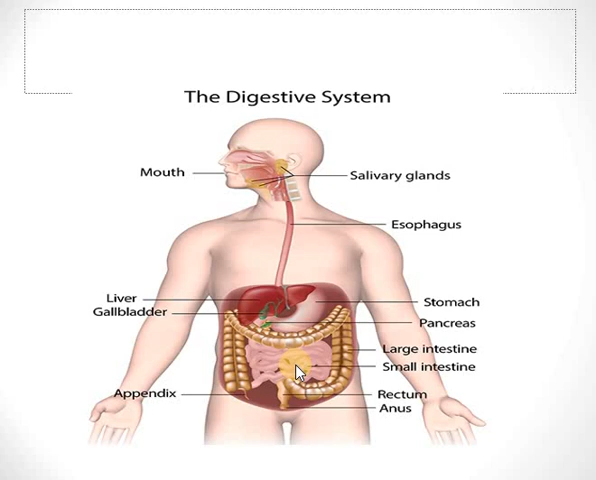 The Digestive System
Mouth
Salivary glands
Esophagus
Liver
Gallbladder
Stomach
Pancreas
Large intestine
Small intestine
Appendix
Rectum
Anus